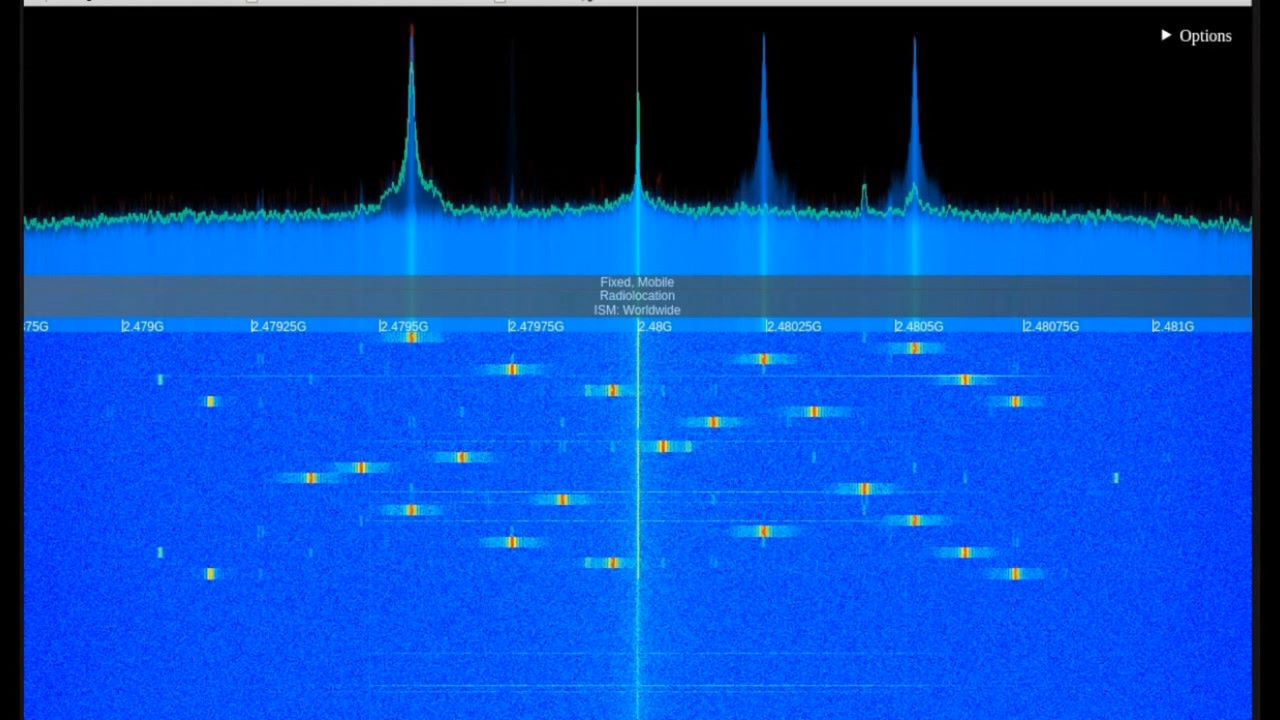 Options
Fixed, Mobile
Radiolocation
ISM: Worldwide
2.479G 2.47925G 2.4795G 2.47975G 2.48G 2.48025G 2.4805G 2.48075G 2.481G